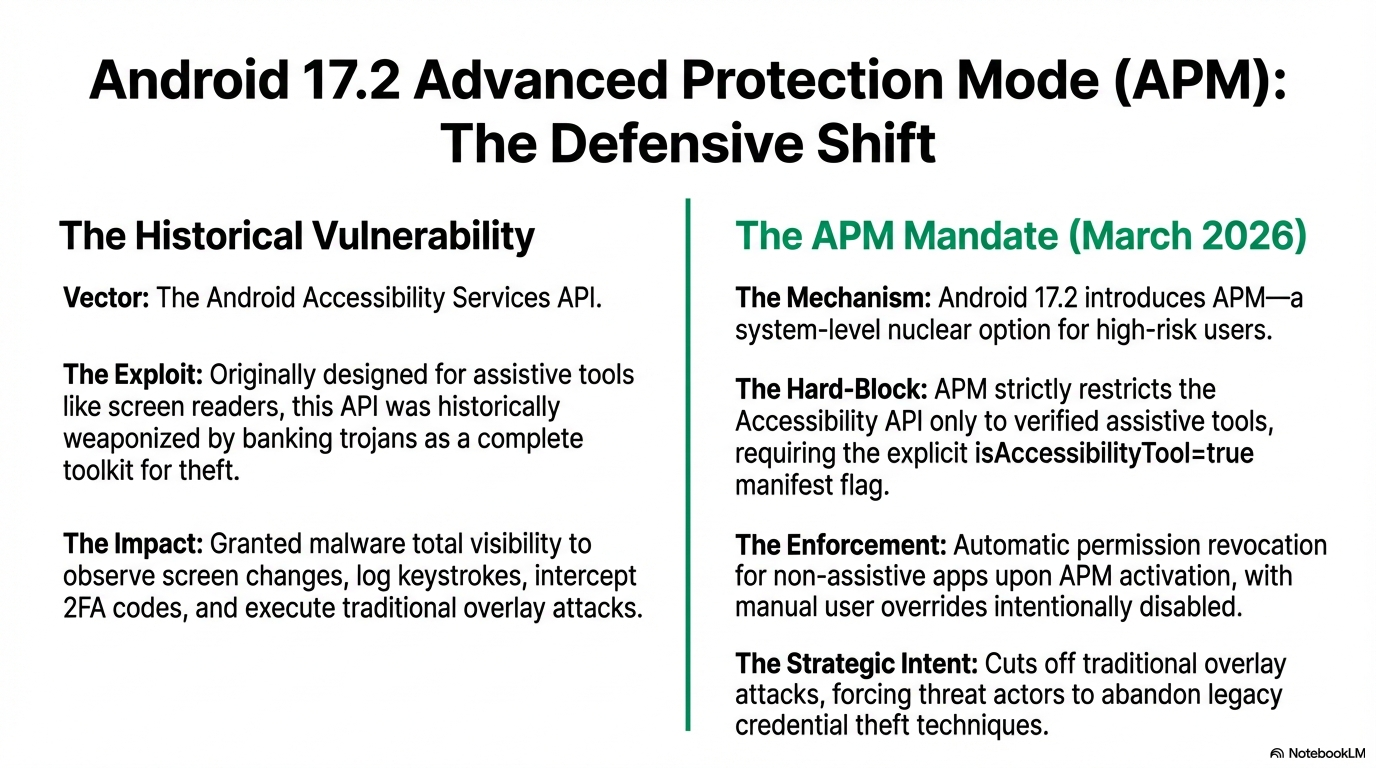 Android 17.2 Advanced Protection Mode (APM):
The Defensive Shift
The Historical Vulnerability
Vector: The Android Accessibility Services API.
The Exploit: Originally designed for assistive tools
like screen readers, this API was historically
weaponized by banking trojans as a complete
toolkit for theft.
The Impact: Granted malware total visibility to
observe screen changes, log keystrokes, intercept
2FA codes, and execute traditional overlay attacks.
The APM Mandate (March 2026)
The Mechanism: Android 17.2 introduces APM—a
system-level nuclear option for high-risk users.
The Hard-Block: APM strictly restricts the
Accessibility API only to verified assistive tools,
requiring the explicit isAccessibilityTool=true
manifest flag.
The Enforcement: Automatic permission revocation
for non-assistive apps upon APM activation, with
manual user overrides intentionally disabled.
The Strategic Intent: Cuts off traditional overlay
attacks, forcing threat actors to abandon legacy
credential theft techniques.
NotebookLM